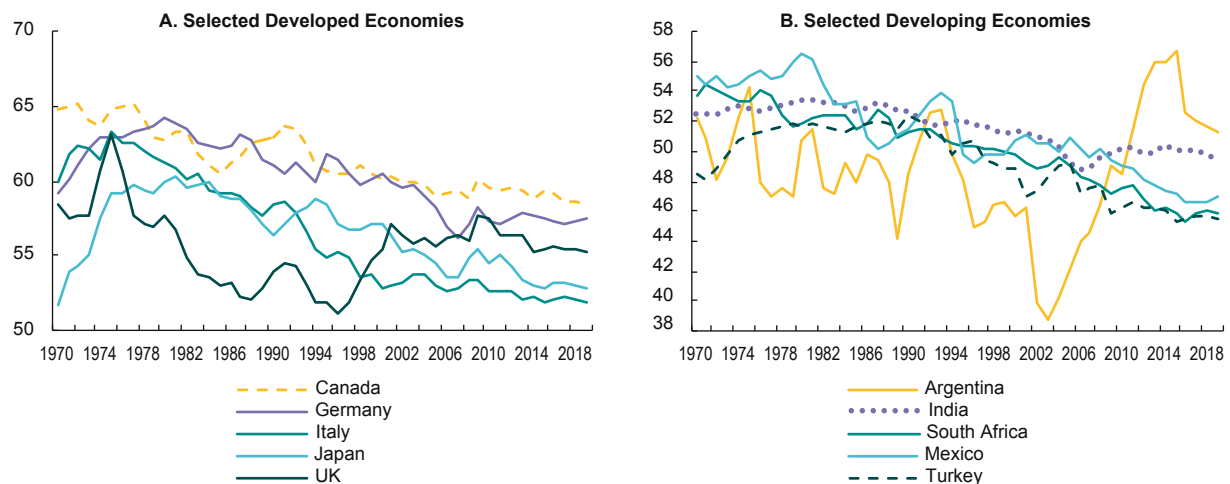 A. Selected Developed Economies
70
65
60
55
50
1970 1974 1978 1982 1986 1990 1994 1998 2002 2006 2010 2014 2018
Canada
Germany
Italy
Japan
UK
B. Selected Developing Economies
58
56
54
52
50
48
46
44
42
40
38
1970 1974 1978 1982 1986 1990 1994 1998 2002 2006 2010 2014 2018
Argentina
India
South Africa
Mexico
Turkey